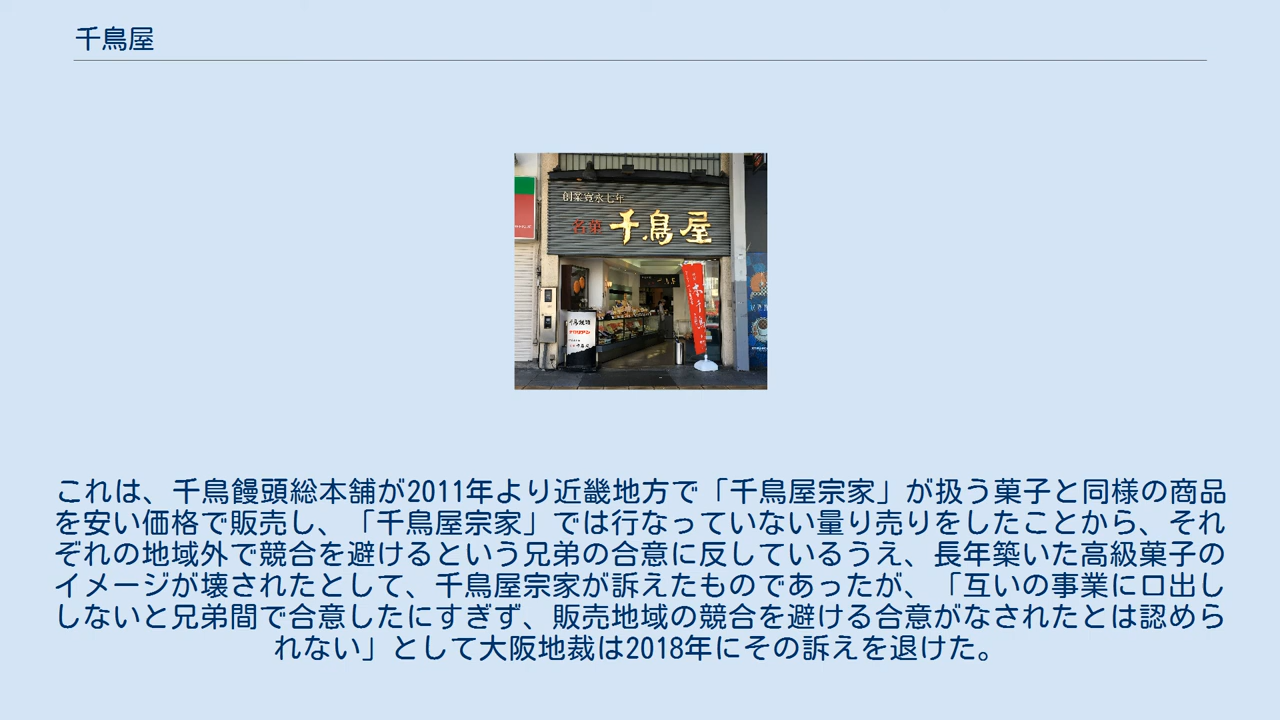 千鳥屋
創業寛永七年
名菓 千鳥屋
これは、千鳥饅頭総本舗が2011年より近畿地方で「千鳥屋宗家」が扱う菓子と同様の商品
を安い価格で販売し、「千鳥屋宗家」では行なっていない量り売りをしたことから、それ
ぞれの地域外で競合を避けるという兄弟の合意に反しているうえ、長年築いた高級菓子の
イメージが壊されたとして、千鳥屋宗家が訴えたものであったが、「互いの事業に口出し
しないと兄弟間で合意したにすぎず、販売地域の競合を避ける合意がなされたとは認めら
れない」として大阪地裁は2018年にその訴えを退けた。